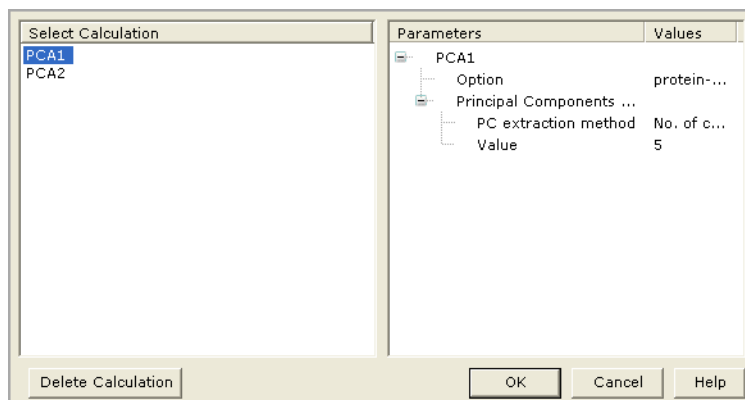 Select Calculation
PCA1
PCA2
Parameters Values
PCA1
Option protein-...
Principal Components ...
PC extraction method No. of c...
Value 5
Delete Calculation OK Cancel Help